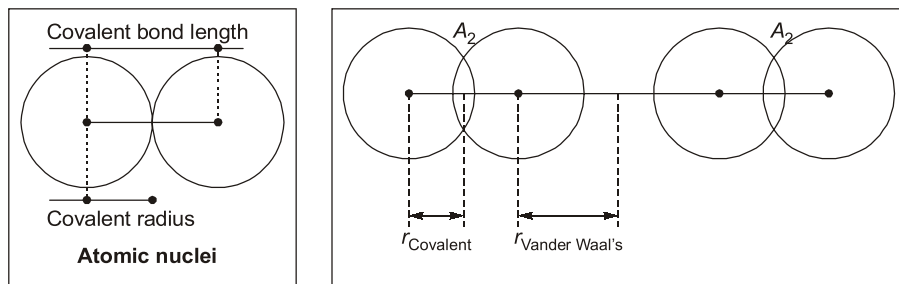 Covalent bond length
Covalent radius
Atomic nuclei
A2
A2
rCovalent
rVander Waal's